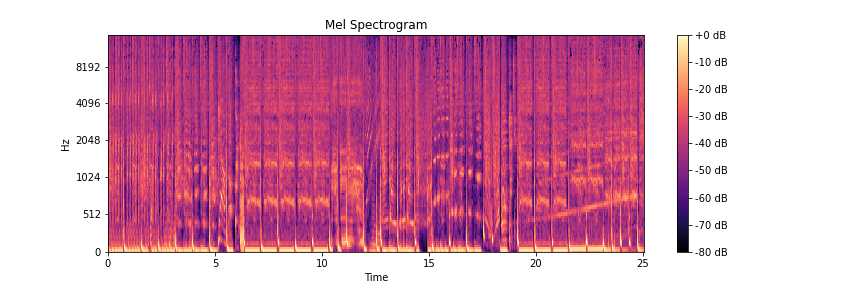 Mel Spectrogram
Hz
8192
4096
2048
1024
512
0
0 5 10 15 20 25
Time
+0 dB
-10 dB
-20 dB
-30 dB
-40 dB
-50 dB
-60 dB
-70 dB
-80 dB